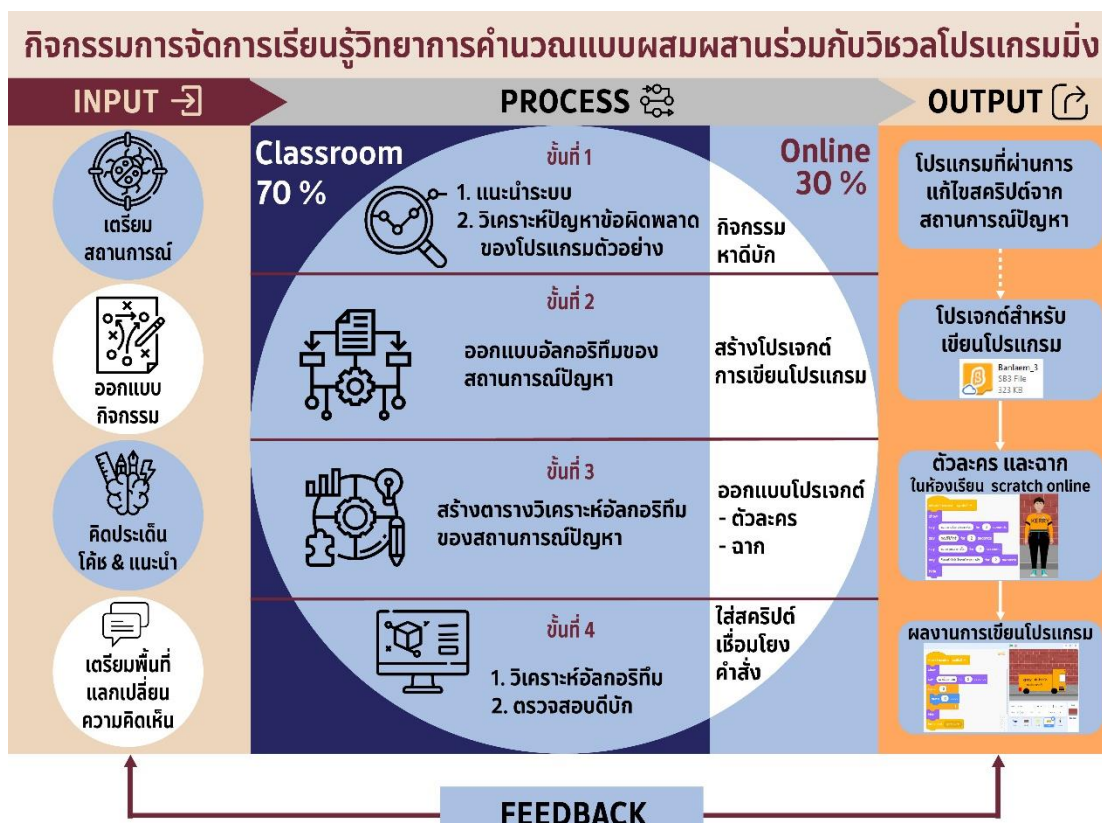 กิจกรรมการจัดการเรียนรู้วิทยาการคำนวณแบบผสมผสานร่วมกับวิชวลโปรแกรมมิ่ง
INPUT
PROCESS
OUTPUT
เตรียม
สถานการณ์
ออกแบบ
กิจกรรม
คิดประเด็น
โค้ช & แนะนำ
เตรียมพื้นที่
แลกเปลี่ยน
ความคิดเห็น
Classroom
70 %
Online
30 %
ขั้นที่ 1
1. แนะนำระบบ
2. วิเคราะห์ปัญหาข้อผิดพลาด
ของโปรแกรมตัวอย่าง
กิจกรรม
หาดีบัก
ขั้นที่ 2
ออกแบบอัลกอริทึมของ
สถานการณ์ปัญหา
สร้างโปรเจกต์
การเขียนโปรแกรม
ขั้นที่ 3
สร้างตารางวิเคราะห์อัลกอริทึม
ของสถานการณ์ปัญหา
ออกแบบโปรเจกต์
- ตัวละคร
- ฉาก
ขั้นที่ 4
1. วิเคราะห์อัลกอริทึม
2. ตรวจสอบดีบัก
ใส่สคริปต์
เชื่อมโยง
คำสั่ง
โปรแกรมที่ผ่านการ
แก้ไขสคริปต์จาก
สถานการณ์ปัญหา
โปรเจกต์สำหรับ
เขียนโปรแกรม
Banlaem_3
SB3 File
323 KB
ตัวละคร และฉาก
ในห้องเรียน scratch online
ผลงานการเขียนโปรแกรม
FEEDBACK